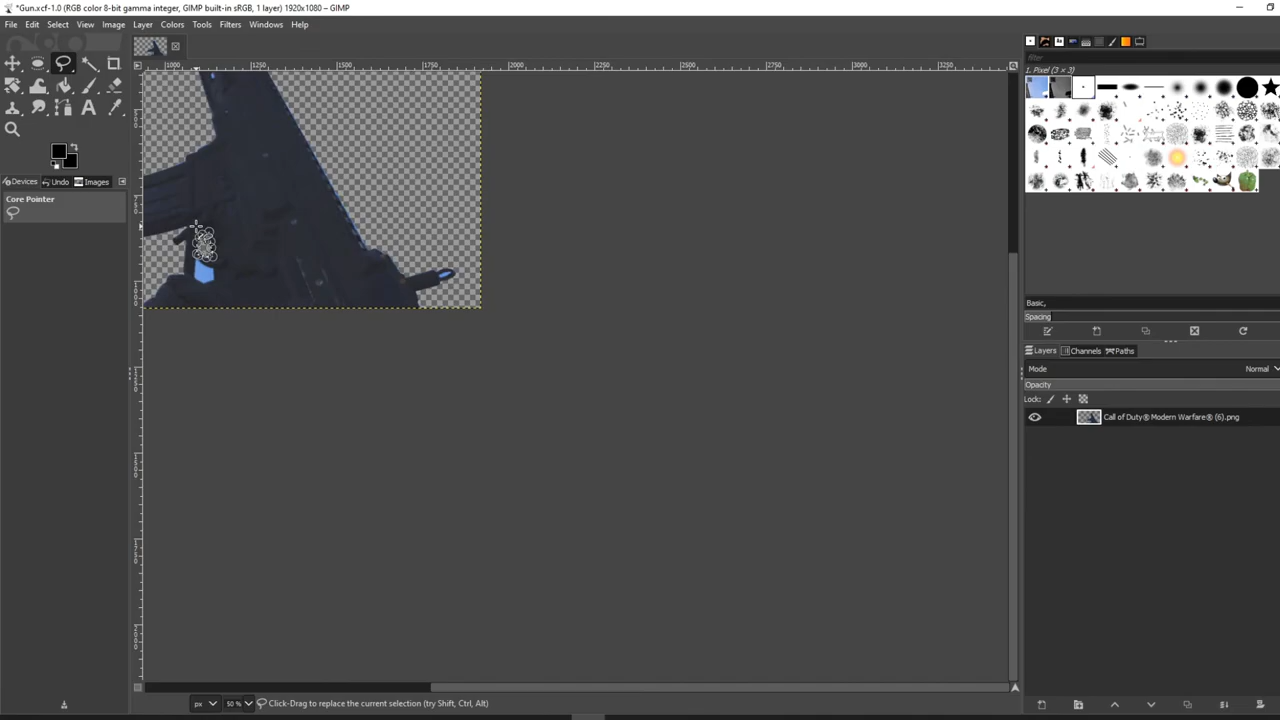 *Gun.xcf-1.0 (RGB color 8-bit gamma integer, GIMP built-in sRGB, 1 layer) 1920x1080 – GIMP
File Edit Select View Image Layer Colors Tools Filters Windows Help
1000 1250 1500 1750 2000 2250 2500 2750 3000 3250
1. Pixel (3 × 3)
filter
Devices Undo Images
Core Pointer
Basic,
Spacing
Layers Channels Paths
Mode Normal
Opacity
Lock:
Call of Duty® Modern Warfare® (6).png
px 50 % Click-Drag to replace the current selection (try Shift, Ctrl, Alt)